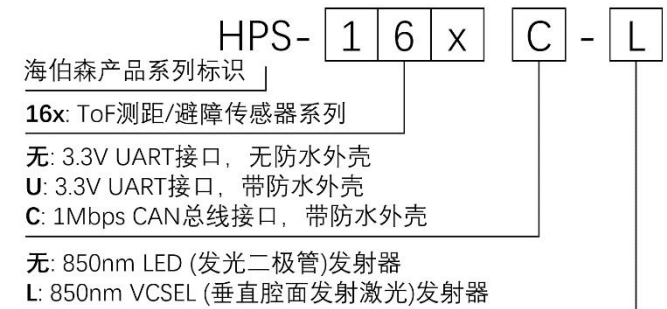 HPS- 1 6 x C - L
海伯森产品系列标识
16x: ToF测距/避障传感器系列
无: 3.3V UART接口，无防水外壳
U: 3.3V UART接口，带防水外壳
C: 1Mbps CAN总线接口，带防水外壳
无: 850nm LED (发光二极管)发射器
L: 850nm VCSEL (垂直腔面发射激光)发射器